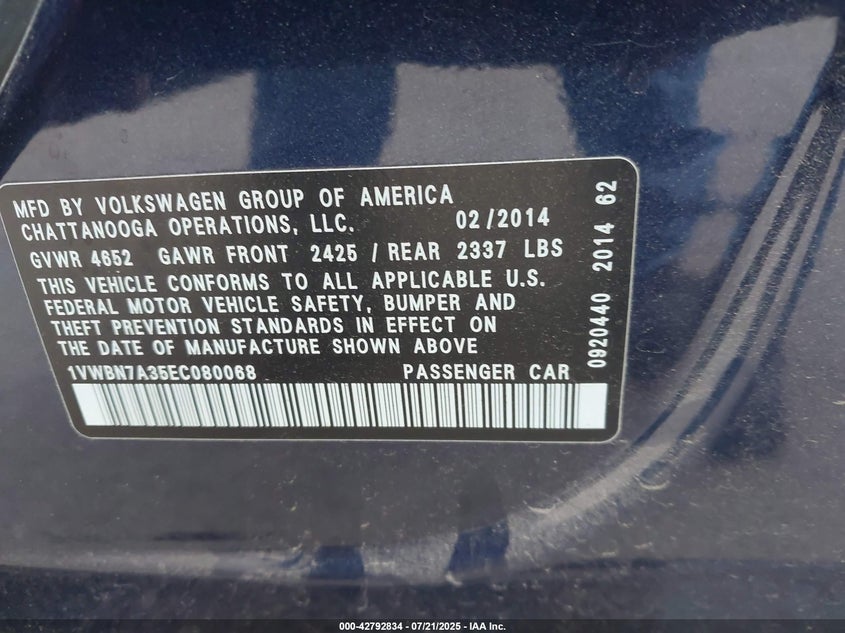 MFD BY VOLKSWAGEN GROUP OF AMERICA
CHATTANOOGA OPERATIONS, LLC. 02/2014
GVWR 4652 GAWR FRONT 2425 / REAR 2337 LBS
THIS VEHICLE CONFORMS TO ALL APPLICABLE U.S.
FEDERAL MOTOR VEHICLE SAFETY, BUMPER AND
THEFT PREVENTION STANDARDS IN EFFECT ON
THE DATE OF MANUFACTURE SHOWN ABOVE
1VWBN7A35EC080068 PASSENGER CAR
0920440 2014 62
000-42792834 / 07/21/2025 - IAA Inc.